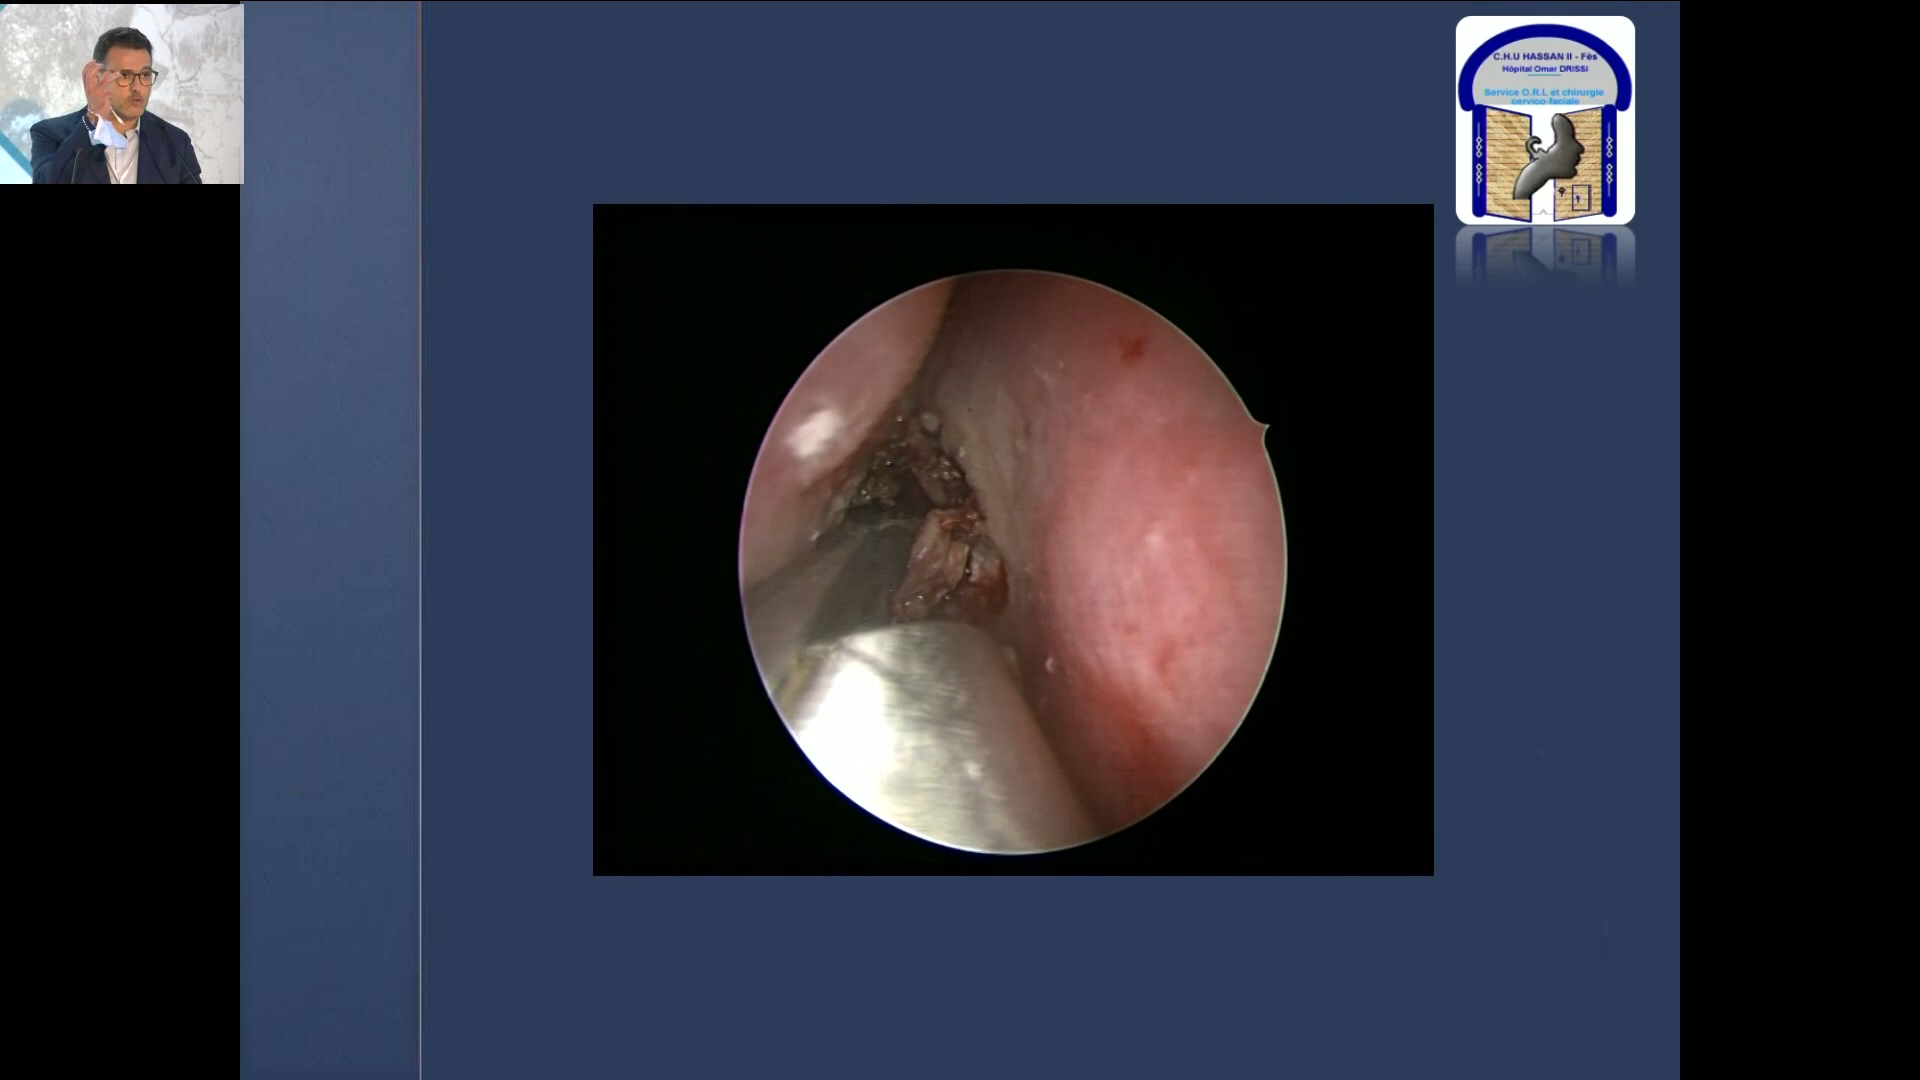 C.H.U HASSAN II - Fès
Hôpital Omar DRISSI
Service O.R.L et chirurgie
cervico-faciale